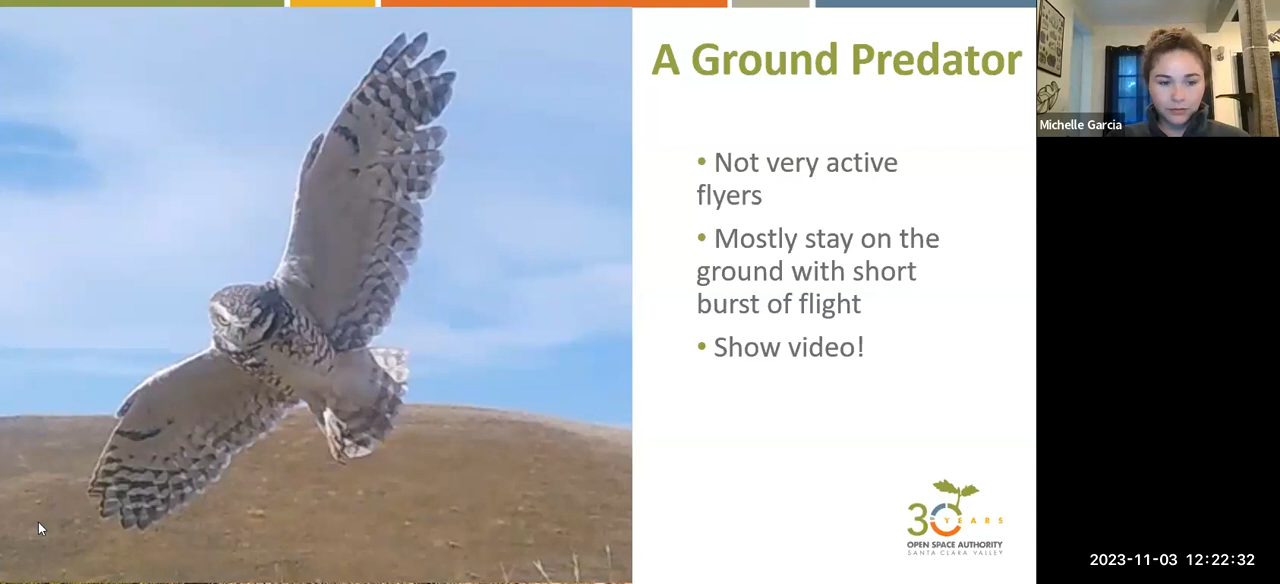 A Ground Predator
• Not very active
flyers
• Mostly stay on the
ground with short
burst of flight
• Show video!
30
YEARS
OPEN SPACE AUTHORITY
SANTA CLARA VALLEY
Michelle Garcia
2023-11-03 12:22:32